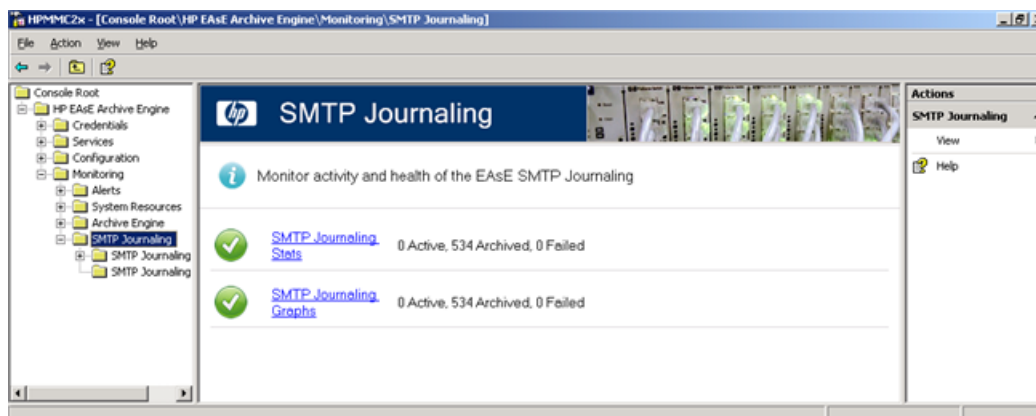 HPMMC2x - [Console Root\HP EAsE Archive Engine\Monitoring\SMTP Journaling]
File Action View Help
Console Root
HP EAsE Archive Engine
Credentials
Services
Configuration
Monitoring
Alerts
System Resources
Archive Engine
SMTP Journaling
SMTP Journaling
SMTP Journaling
hp
SMTP Journaling
Monitor activity and health of the EAsE SMTP Journaling
SMTP Journaling 
Stats
0 Active, 534 Archived, 0 Failed
SMTP Journaling 
Graphs
0 Active, 534 Archived, 0 Failed
Actions
SMTP Journaling
View
Help